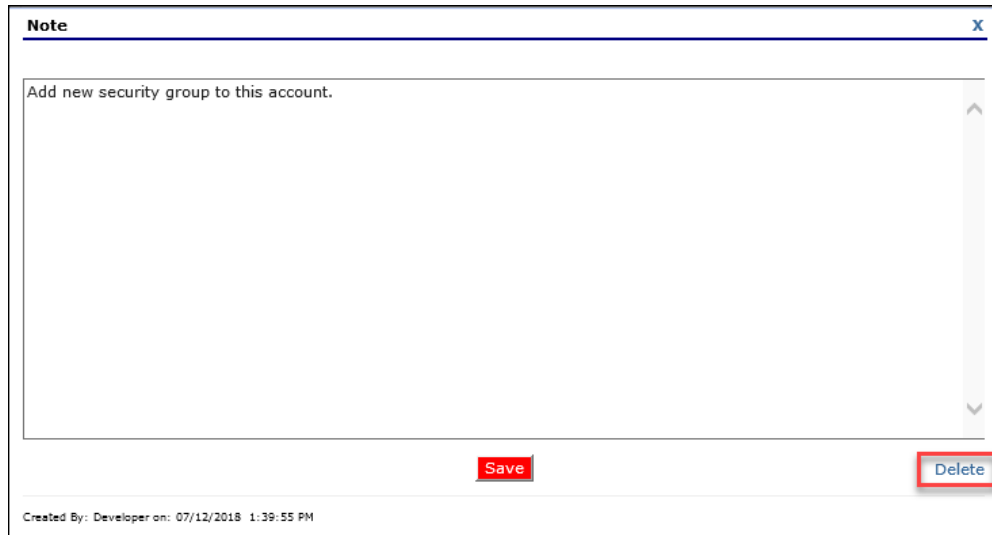 Note X
Add new security group to this account.
Save Delete
Created By: Developer on: 07/12/2018 1:39:55 PM